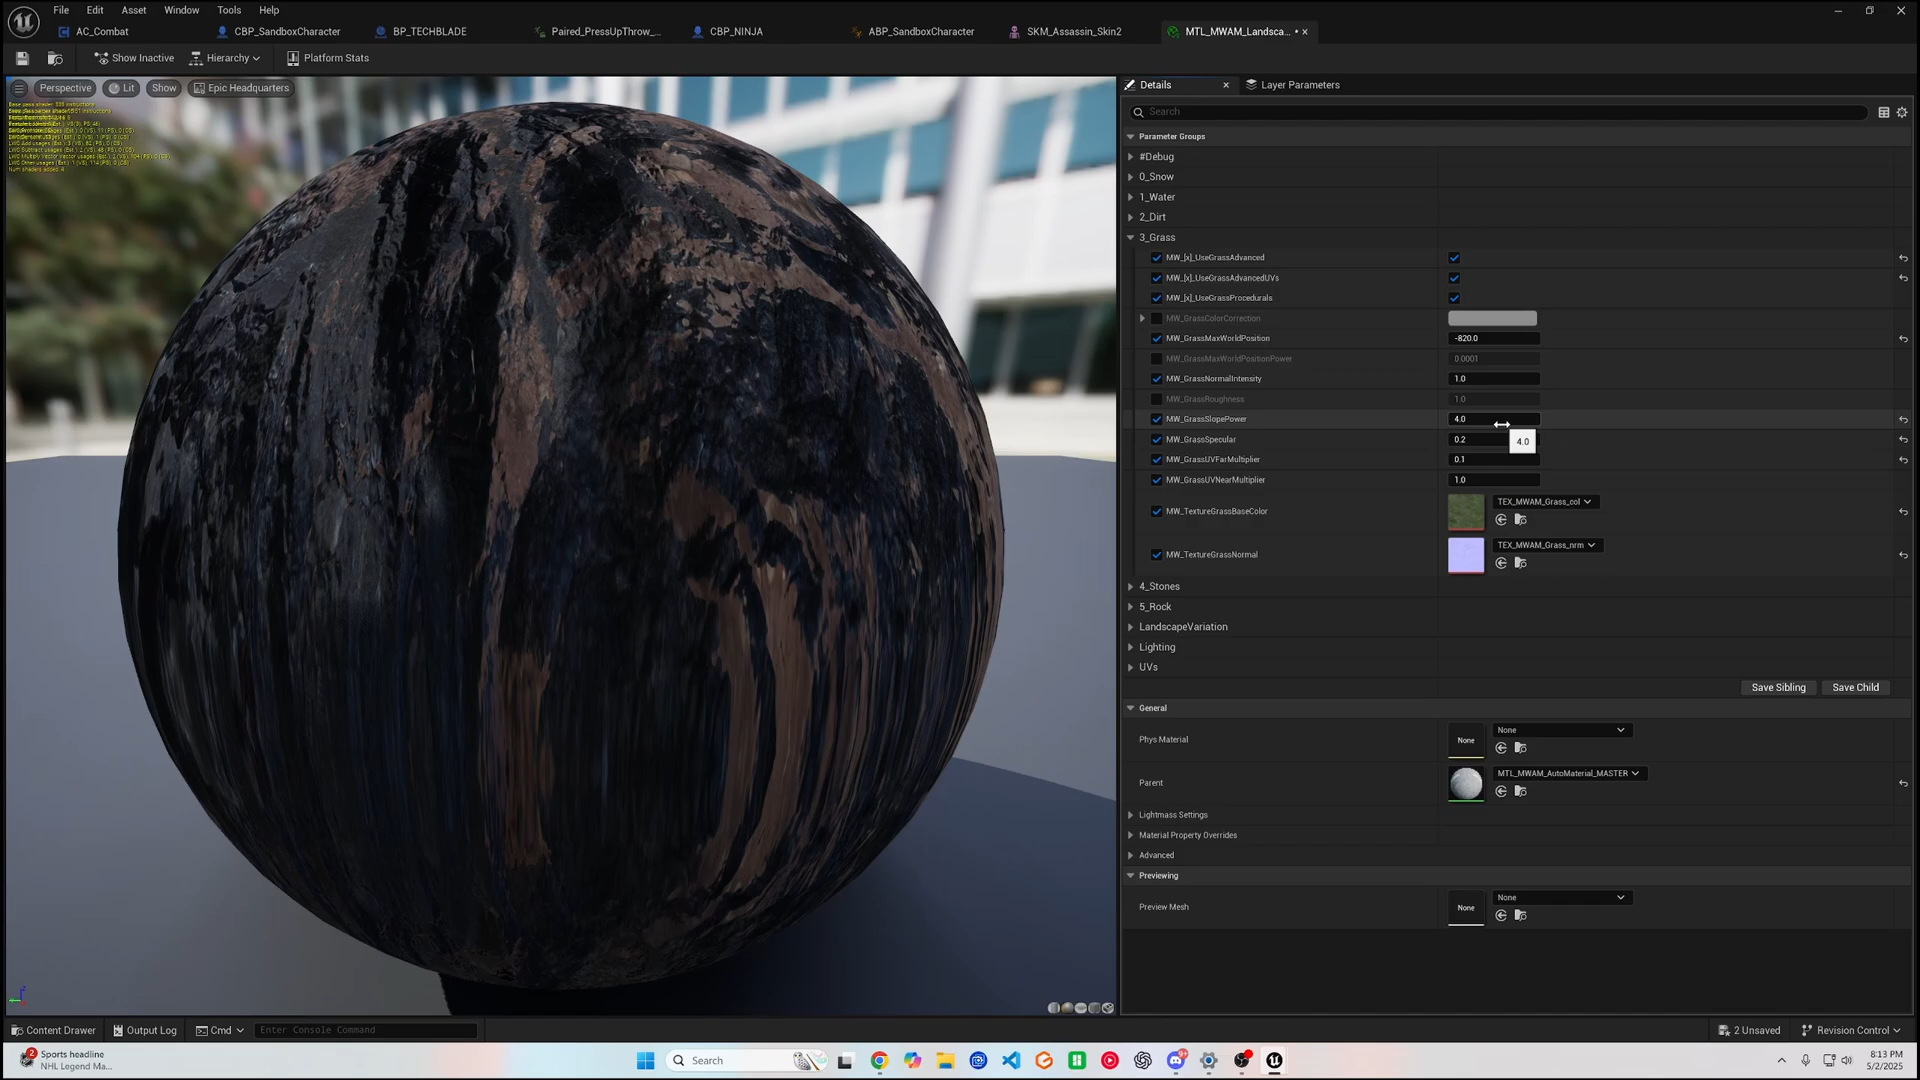 File Edit Asset Window Tools Help
AC_Combat CBP_SandboxCharacter BP_TECHBLADE Paired_PressUpThrow_... CBP_NINJA ABP_SandboxCharacter SKM_Assassin_Skin2 MTL_MWAM_Landsca... •
Show Inactive Hierarchy Platform Stats
Perspective Lit Show Epic Headquarters
Details Layer Parameters
Search
Parameter Groups
#Debug
0_Snow
1_Water
2_Dirt
3_Grass
MW_[x]_UseGrassAdvanced
MW_[x]_UseGrassAdvancedUVs
MW_[x]_UseGrassProcedurals
MW_GrassColorCorrection
MW_GrassMaxWorldPosition -820.0
MW_GrassMaxWorldPositionPower 0.0001
MW_GrassNormalIntensity 1.0
MW_GrassRoughness 1.0
MW_GrassSlopePower 4.0
MW_GrassSpecular 0.2
4.0
MW_GrassUVFarMultiplier 0.1
MW_GrassUVNearMultiplier 1.0
MW_TextureGrassBaseColor TEX_MWAM_Grass_col
MW_TextureGrassNormal TEX_MWAM_Grass_nrm
4_Stones
5_Rock
LandscapeVariation
Lighting
UVs
Save Sibling Save Child
General
Phys Material None None
Parent MTL_MWAM_AutoMaterial_MASTER
Lightmass Settings
Material Property Overrides
Advanced
Previewing
Preview Mesh None None
Content Drawer Output Log Cmd Enter Console Command 2 Unsaved Revision Control
2 Sports headline
NHL Legend Ma...
Search
8:13 PM
5/2/2025